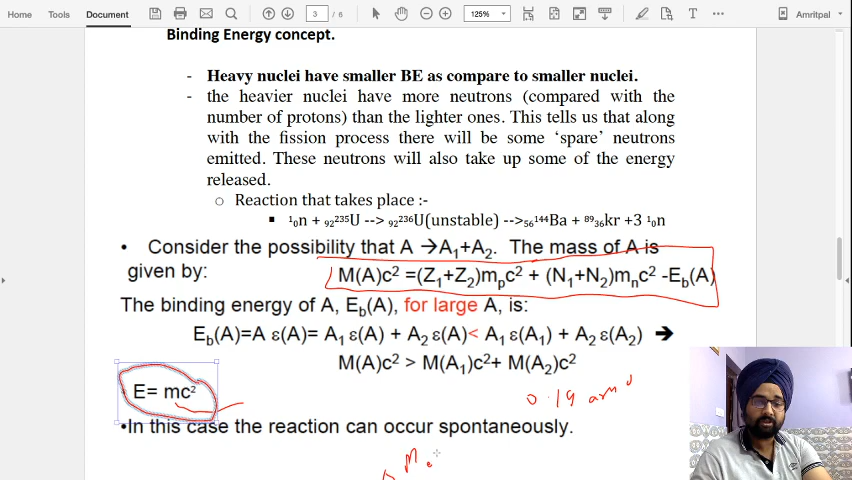 Home Tools Document 3 / 6 125% Amritpal
Binding Energy concept.
- Heavy nuclei have smaller BE as compare to smaller nuclei.
- the heavier nuclei have more neutrons (compared with the
number of protons) than the lighter ones. This tells us that along
with the fission process there will be some ‘spare’ neutrons
emitted. These neutrons will also take up some of the energy
released.
○ Reaction that takes place :-
▪ ¹₀n + ₉₂²³⁵U --> ₉₂²³⁶U(unstable) -->₅₆¹⁴⁴Ba + ⁸⁹₃₆kr +3 ¹₀n
• Consider the possibility that A →A₁+A₂. The mass of A is
given by: M(A)c² =(Z₁+Z₂)mₚc² + (N₁+N₂)mₙc² -E_b(A)
The binding energy of A, E_b(A), for large A, is:
E_b(A)=A ε(A)= A₁ ε(A) + A₂ ε(A)< A₁ ε(A₁) + A₂ ε(A₂) ➔
M(A)c² > M(A₁)c²+ M(A₂)c²
E= mc²
0.19 amu
•In this case the reaction can occur spontaneously.